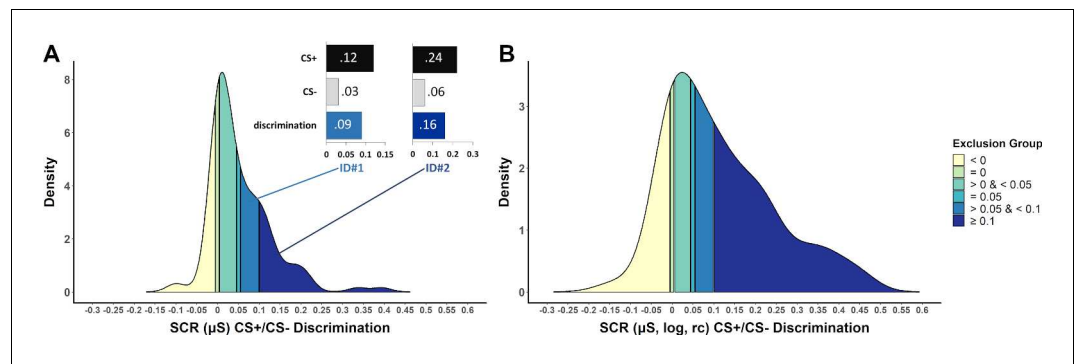 A
B
CS+
.12
.24
CS-
.03
.06
discrimination
.09
.16
0 0.05 0.1 0.15
0 0.1 0.2 0.3
ID#1
ID#2
Density
8
6
4
2
0
-0.3 -0.25 -0.2 -0.15 -0.1 -0.05 0 0.05 0.1 0.15 0.2 0.25 0.3 0.35 0.4 0.45 0.5 0.55 0.6
SCR (µS) CS+/CS- Discrimination
Density
3
2
1
0
-0.3 -0.25 -0.2 -0.15 -0.1 -0.05 0 0.05 0.1 0.15 0.2 0.25 0.3 0.35 0.4 0.45 0.5 0.55 0.6
SCR (µS, log, rc) CS+/CS- Discrimination
Exclusion Group
< 0
= 0
> 0 & < 0.05
= 0.05
> 0.05 & < 0.1
≥ 0.1